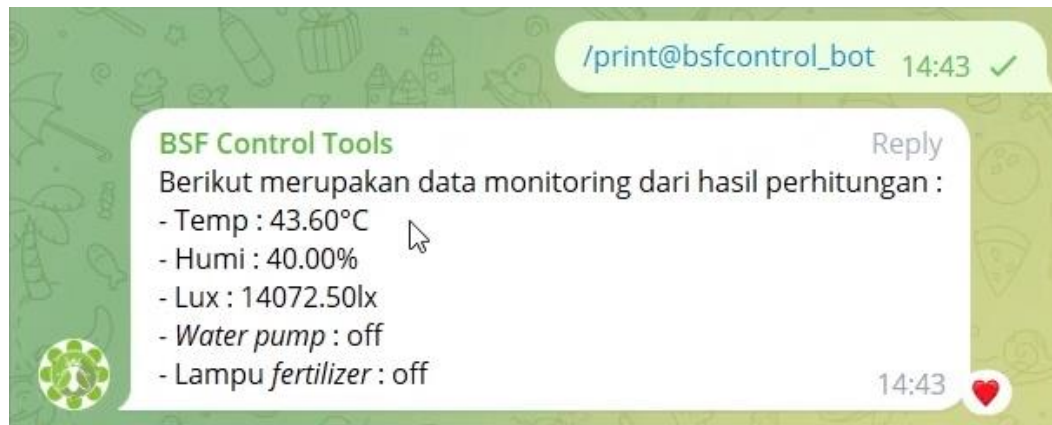 /print@bsfcontrol_bot 14:43
BSF Control Tools Reply
Berikut merupakan data monitoring dari hasil perhitungan :
- Temp : 43.60°C
- Humi : 40.00%
- Lux : 14072.50lx
- Water pump : off
- Lampu fertilizer : off
14:43